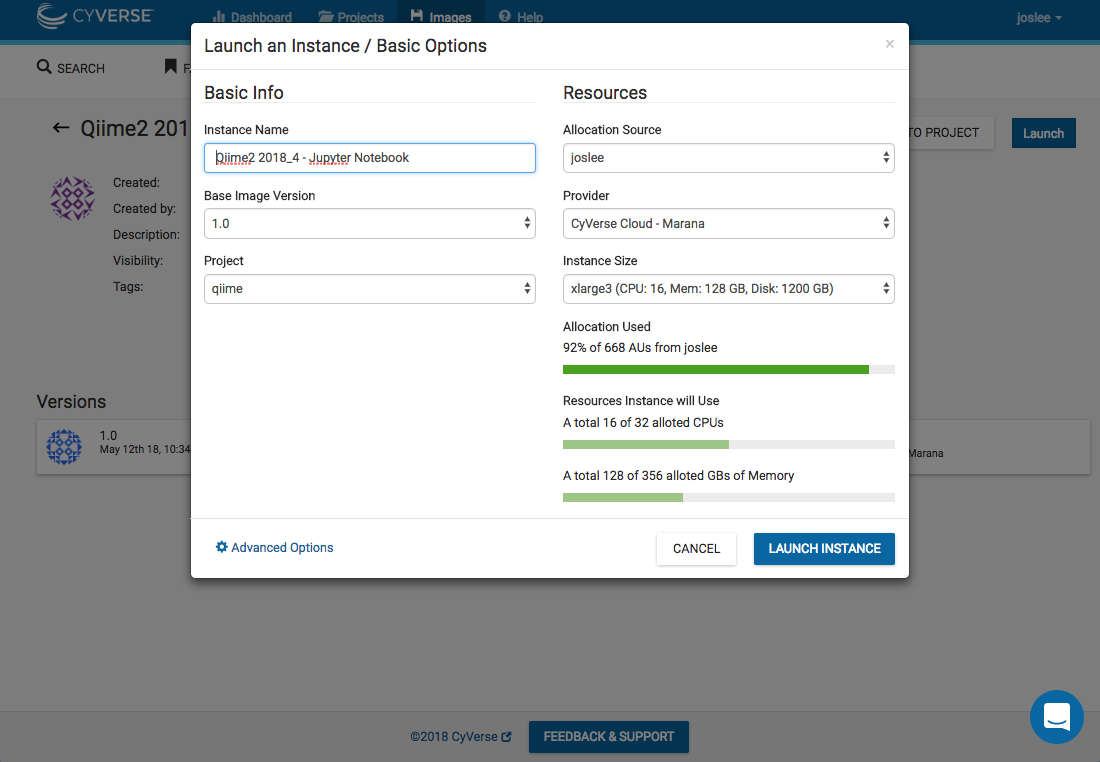 CYVERSE
Dashboard
Projects
Images
Help
joslee
SEARCH
Launch an Instance / Basic Options
×
Qiime2 201
TO PROJECT
Launch
Created:
Created by:
Description:
Visibility:
Tags:
Basic Info
Instance Name
Qiime2 2018_4 - Jupyter Notebook
Base Image Version
1.0
Project
qiime
Resources
Allocation Source
joslee
Provider
CyVerse Cloud - Marana
Instance Size
xlarge3 (CPU: 16, Mem: 128 GB, Disk: 1200 GB)
Allocation Used
92% of 668 AUs from joslee
Resources Instance will Use
A total 16 of 32 alloted CPUs
A total 128 of 356 alloted GBs of Memory
Versions
1.0
May 12th 18, 10:34
Marana
Advanced Options
CANCEL
LAUNCH INSTANCE
©2018 CyVerse
FEEDBACK & SUPPORT